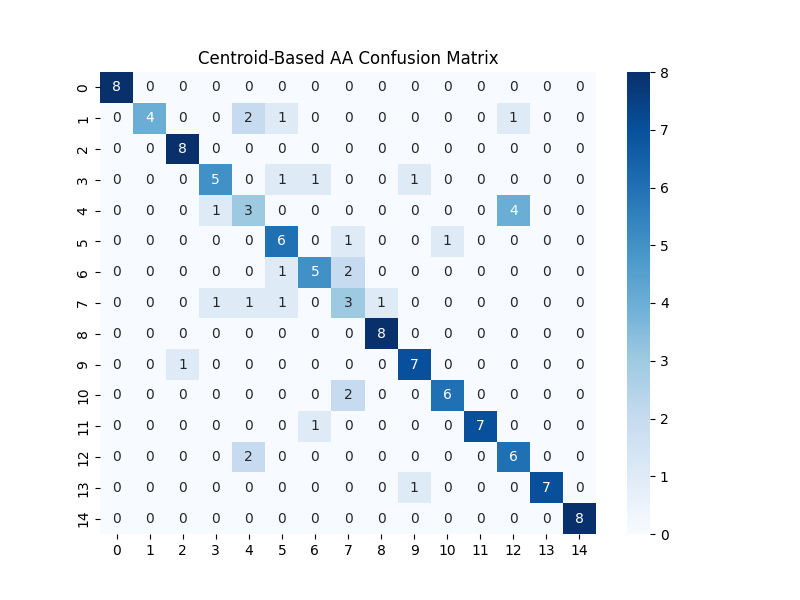 Centroid-Based AA Confusion Matrix
0 8 0 0 0 0 0 0 0 0 0 0 0 0 0 0
1 0 4 0 0 2 1 0 0 0 0 0 0 1 0 0
2 0 0 8 0 0 0 0 0 0 0 0 0 0 0 0
3 0 0 0 5 0 1 1 0 0 1 0 0 0 0 0
4 0 0 0 1 3 0 0 0 0 0 0 0 4 0 0
5 0 0 0 0 0 6 0 1 0 0 1 0 0 0 0
6 0 0 0 0 0 1 5 2 0 0 0 0 0 0 0
7 0 0 0 1 1 1 0 3 1 0 0 0 0 0 0
8 0 0 0 0 0 0 0 0 8 0 0 0 0 0 0
9 0 0 1 0 0 0 0 0 0 7 0 0 0 0 0
10 0 0 0 0 0 0 0 2 0 0 6 0 0 0 0
11 0 0 0 0 0 0 1 0 0 0 0 7 0 0 0
12 0 0 0 0 2 0 0 0 0 0 0 0 6 0 0
13 0 0 0 0 0 0 0 0 0 1 0 0 0 7 0
14 0 0 0 0 0 0 0 0 0 0 0 0 0 0 8
0 1 2 3 4 5 6 7 8 9 10 11 12 13 14
8
7
6
5
4
3
2
1
0